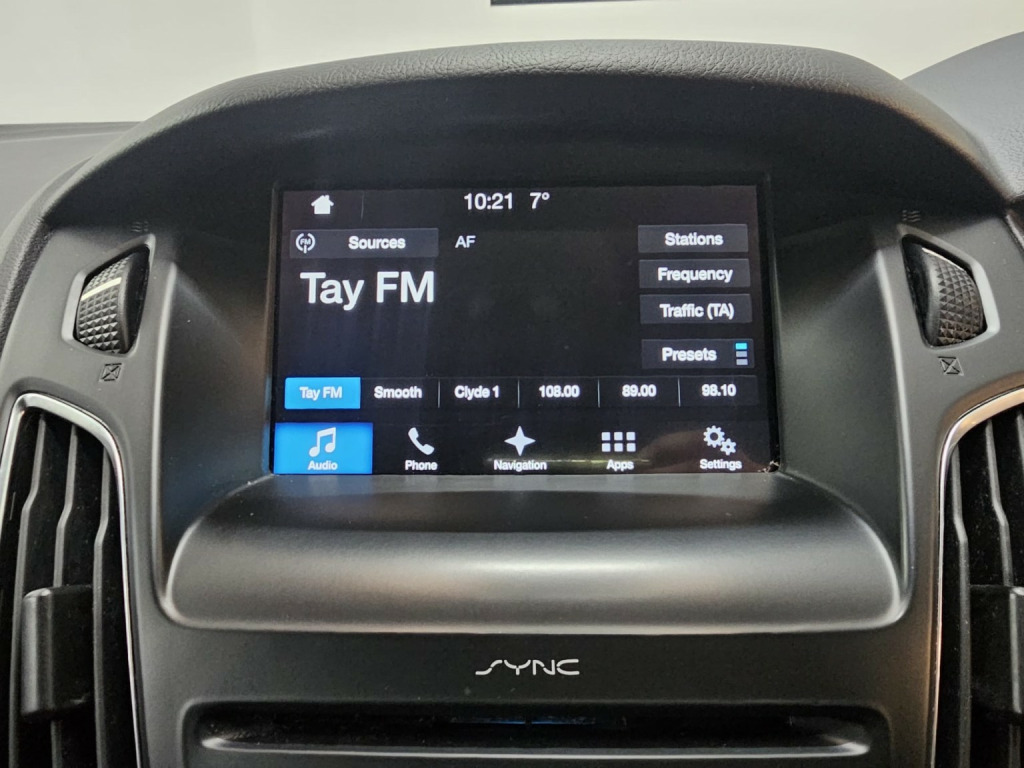 10:21 7°
FM Sources AF Stations
Tay FM
Frequency
Traffic (TA)
Presets
Tay FM Smooth Clyde 1 108.00 89.00 98.10
Audio Phone Navigation Apps Settings
SYNC